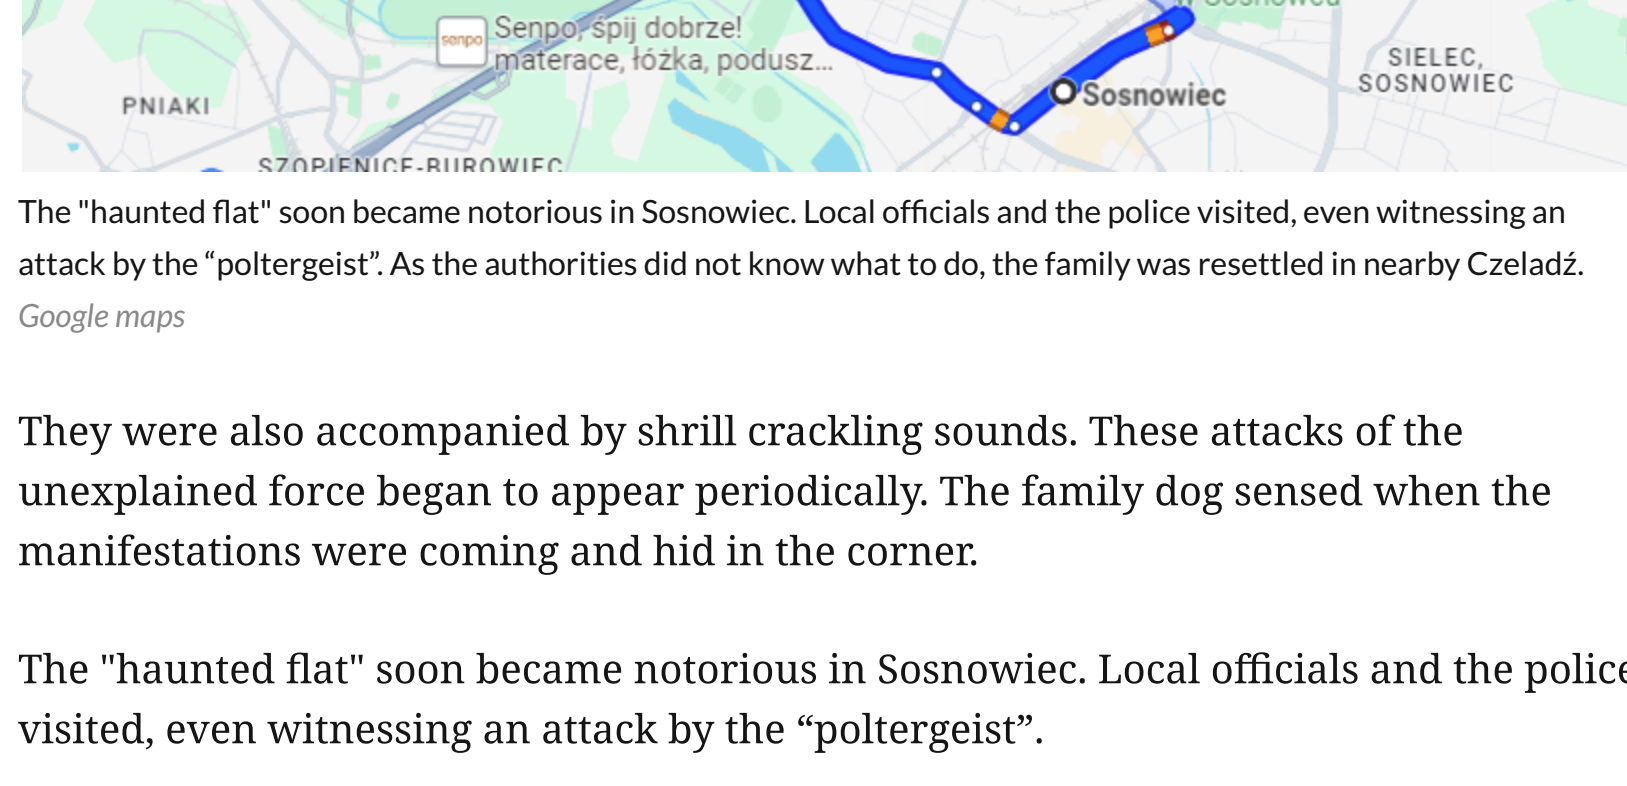 w Sosnowcu
Senpo, śpij dobrze!
senpo
materace, łóżka, podusz...
SIELEC,
SOSNOWIEC
PNIAKI
Sosnowiec
SZOPIENICE-BUROWIEC
The "haunted flat" soon became notorious in Sosnowiec. Local officials and the police visited, even witnessing an
attack by the “poltergeist”. As the authorities did not know what to do, the family was resettled in nearby Czeladź.
Google maps
They were also accompanied by shrill crackling sounds. These attacks of the
unexplained force began to appear periodically. The family dog sensed when the
manifestations were coming and hid in the corner.
The "haunted flat" soon became notorious in Sosnowiec. Local officials and the police
visited, even witnessing an attack by the “poltergeist”.